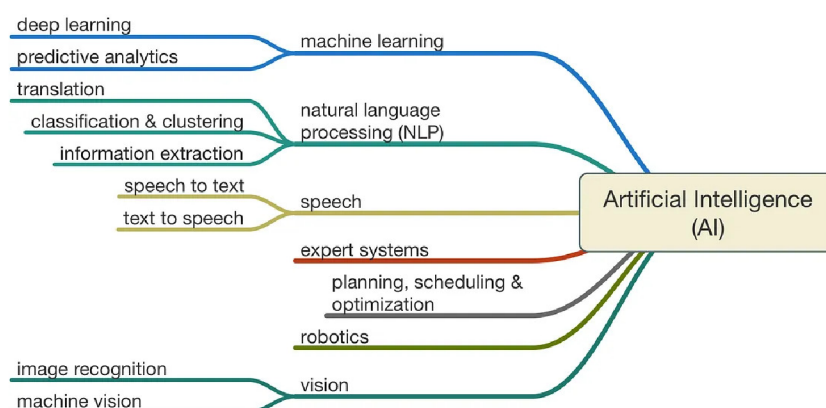 deep learning
predictive analytics
machine learning
translation
classification & clustering
information extraction
natural language
processing (NLP)
speech to text
text to speech
speech
expert systems
planning, scheduling &
optimization
robotics
image recognition
machine vision
vision
Artificial Intelligence
(AI)